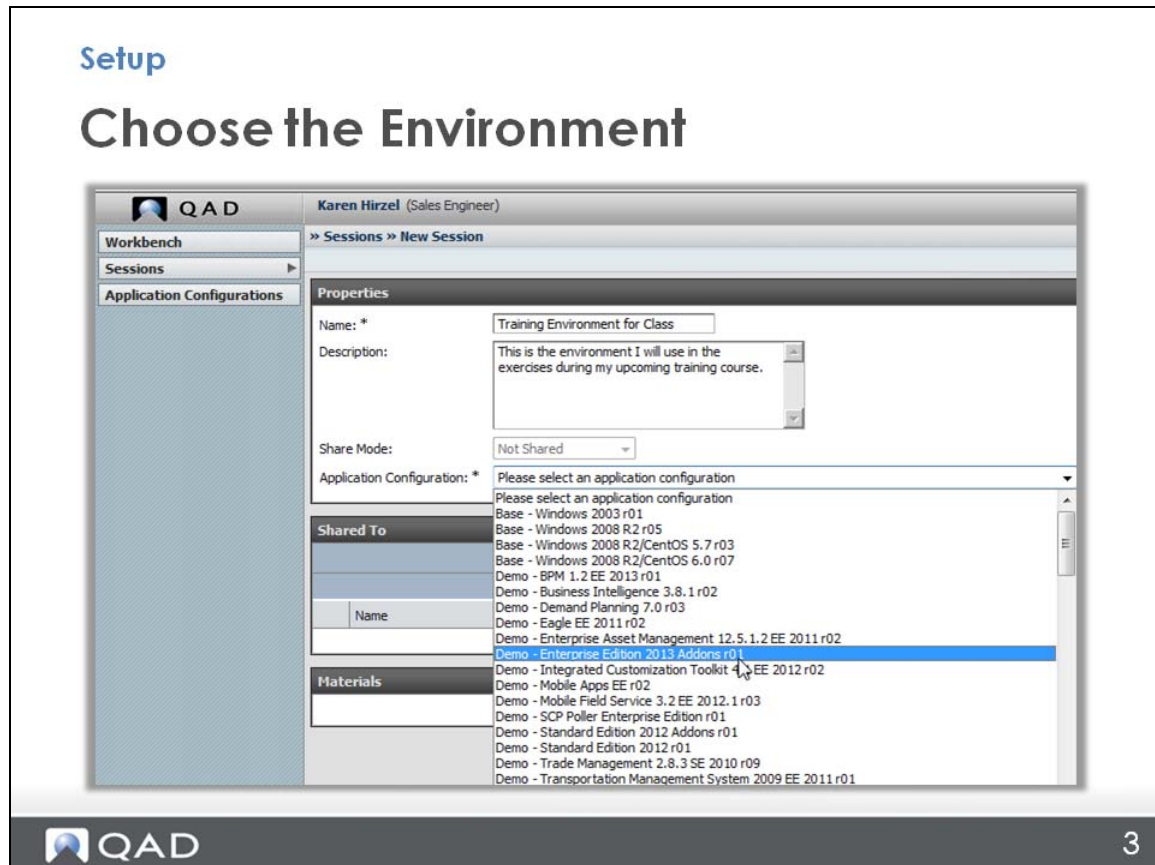 Setup
Choose the Environment
QAD
Karen Hirzel (Sales Engineer)
Workbench
» Sessions » New Session
Sessions
Application Configurations
Properties
Name: *
Training Environment for Class
Description:
This is the environment I will use in the
exercises during my upcoming training course.
Share Mode:
Not Shared
Application Configuration: *
Please select an application configuration
Please select an application configuration
Base - Windows 2003 r01
Base - Windows 2008 R2 r05
Base - Windows 2008 R2/CentOS 5.7 r03
Base - Windows 2008 R2/CentOS 6.0 r07
Demo - BPM 1.2 EE 2013 r01
Demo - Business Intelligence 3.8.1 r02
Demo - Demand Planning 7.0 r03
Demo - Eagle EE 2011 r02
Demo - Enterprise Asset Management 12.5.1.2 EE 2011 r02
Demo - Enterprise Edition 2013 Addons r01
Demo - Integrated Customization Toolkit EE 2012 r02
Demo - Mobile Apps EE r02
Demo - Mobile Field Service 3.2 EE 2012.1 r03
Demo - SCP Poller Enterprise Edition r01
Demo - Standard Edition 2012 Addons r01
Demo - Standard Edition 2012 r01
Demo - Trade Management 2.8.3 SE 2010 r09
Demo - Transportation Management System 2009 EE 2011 r01
Shared To
Name
Materials
QAD
3